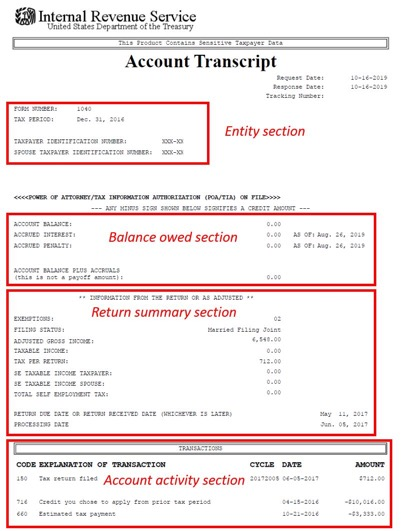 IRS Internal Revenue Service
United States Department of the Treasury
This Product Contains Sensitive Taxpayer Data
Account Transcript
Request Date: 10-16-2019
Response Date: 10-16-2019
Tracking Number:
FORM NUMBER: 1040
TAX PERIOD: Dec. 31, 2016
Entity section
TAXPAYER IDENTIFICATION NUMBER: XXX-XX
SPOUSE TAXPAYER IDENTIFICATION NUMBER: XXX-XX
<<<<POWER OF ATTORNEY/TAX INFORMATION AUTHORIZATION (POA/TIA) ON FILE>>>>
--- ANY MINUS SIGN SHOWN BELOW SIGNIFIES A CREDIT AMOUNT ---
ACCOUNT BALANCE: 0.00
Balance owed section
ACCRUED INTEREST: 0.00 AS OF: Aug. 26, 2019
ACCRUED PENALTY: 0.00 AS OF: Aug. 26, 2019
ACCOUNT BALANCE PLUS ACCRUALS
(this is not a payoff amount): 0.00
** INFORMATION FROM THE RETURN OR AS ADJUSTED **
Return summary section
EXEMPTIONS: 02
FILING STATUS: Married Filing Joint
ADJUSTED GROSS INCOME: 6,548.00
TAXABLE INCOME: 0.00
TAX PER RETURN: 712.00
SE TAXABLE INCOME TAXPAYER: 0.00
SE TAXABLE INCOME SPOUSE: 0.00
TOTAL SELF EMPLOYMENT TAX: 0.00
RETURN DUE DATE OR RETURN RECEIVED DATE (WHICHEVER IS LATER) May 11, 2017
PROCESSING DATE Jun. 05, 2017
TRANSACTIONS
CODE EXPLANATION OF TRANSACTION CYCLE DATE AMOUNT
150 Tax return filed 20172005 06-05-2017 $712.00
Account activity section
716 Credit you chose to apply from prior tax period 04-15-2016 -$10,016.00
660 Estimated tax payment 10-21-2016 -$3,333.00